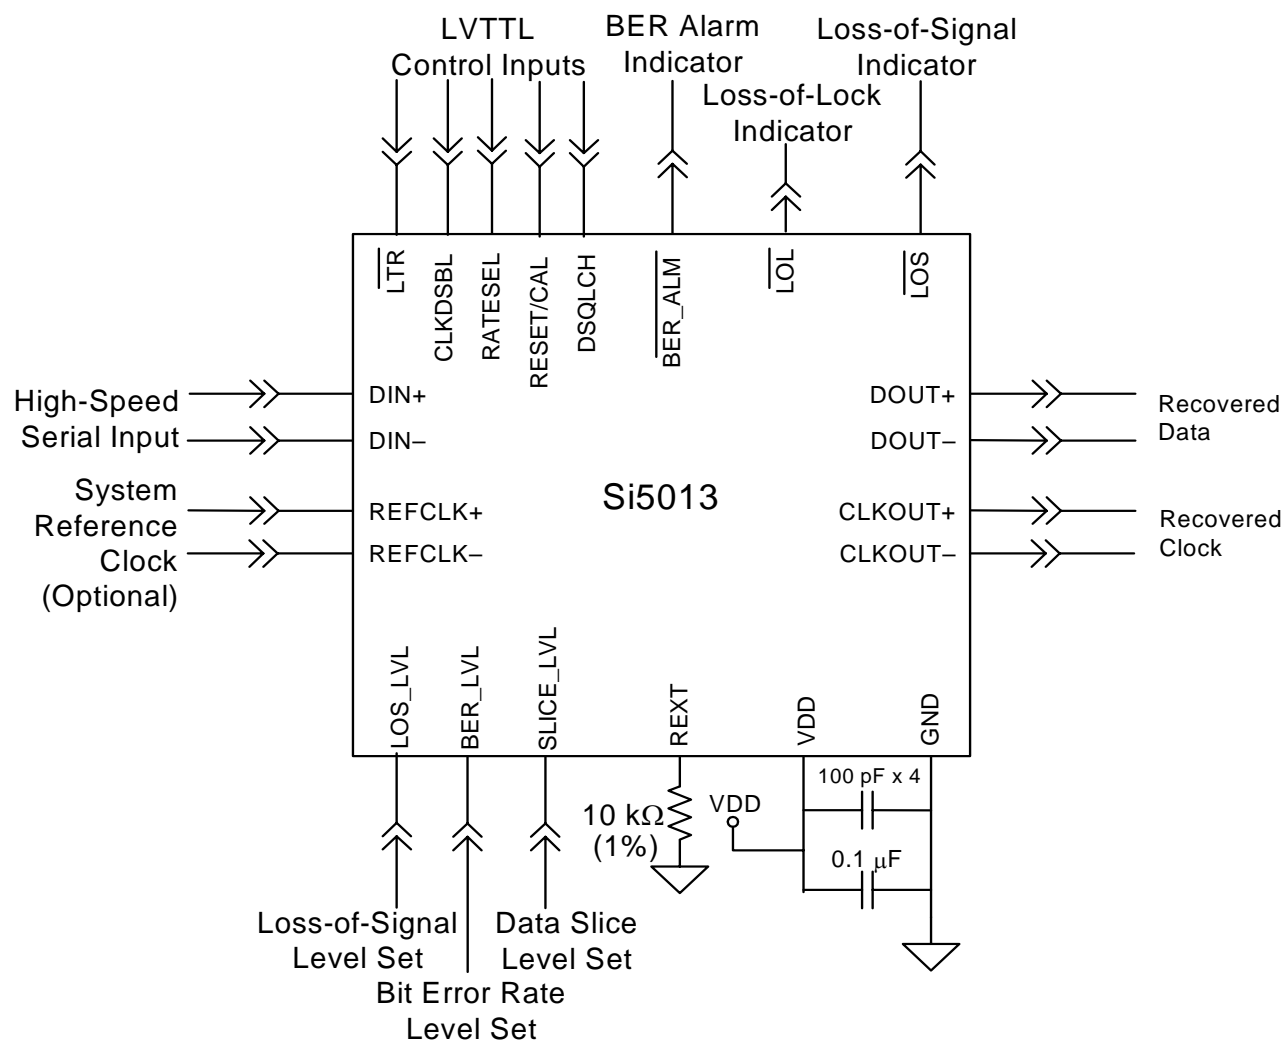 LVTTL
Control Inputs
BER Alarm
Indicator
Loss-of-Lock
Indicator
Loss-of-Signal
Indicator
LTR
CLKDSBL
RATESEL
RESET/CAL
DSQLCH
BER_ALM
LOL
LOS
High-Speed
Serial Input
DIN+
DIN–
System
Reference
Clock
(Optional)
REFCLK+
REFCLK–
Si5013
DOUT+
DOUT–
Recovered
Data
CLKOUT+
CLKOUT–
Recovered
Clock
LOS_LVL
BER_LVL
SLICE_LVL
REXT
VDD
GND
10 kΩ
(1%)
VDD
100 pF x 4
0.1 μF
Loss-of-Signal
Level Set
Bit Error Rate
Level Set
Data Slice
Level Set